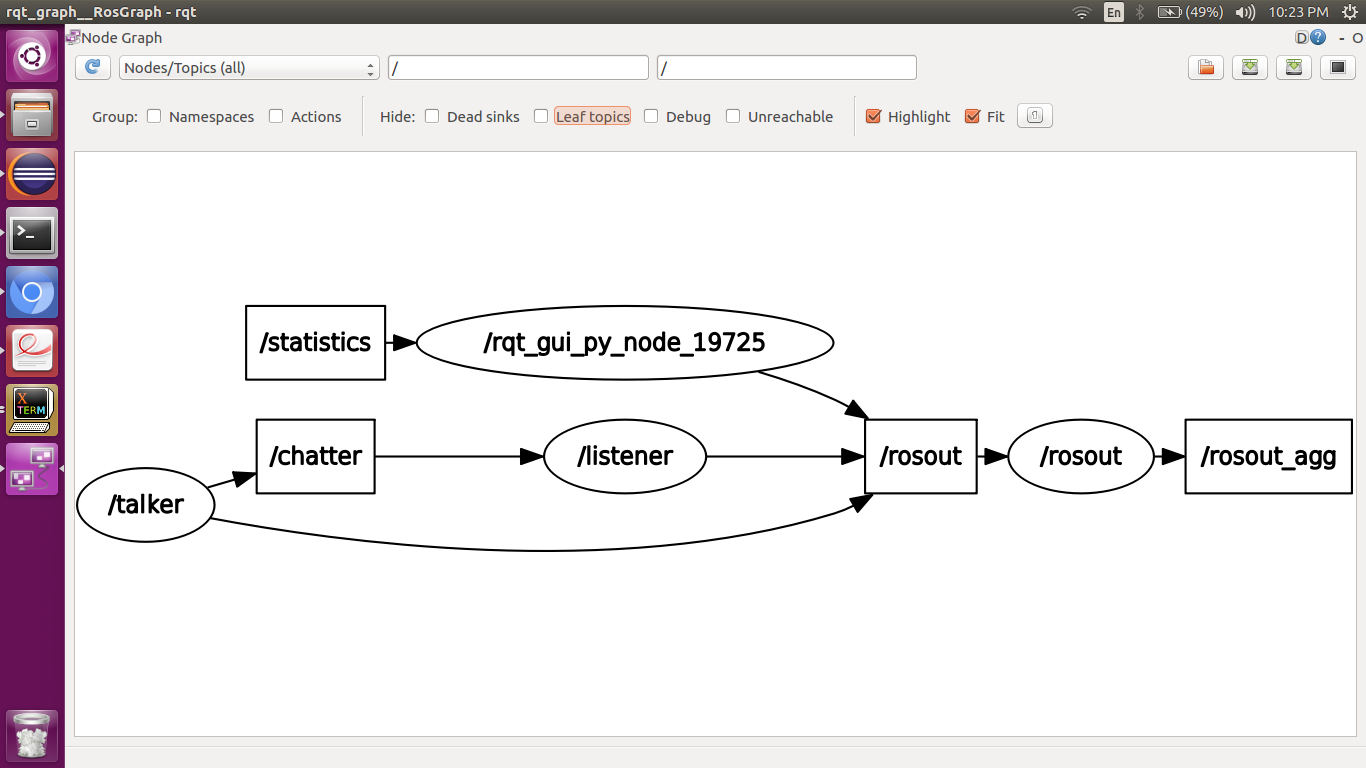 rqt_graph__RosGraph - rqt
En
(49%)
10:23 PM
Node Graph
D
?
- O
Nodes/Topics (all)
/
/
Group: Namespaces Actions Hide: Dead sinks Leaf topics Debug Unreachable Highlight Fit
/statistics
/rqt_gui_py_node_19725
/chatter
/listener
/rosout
/rosout
/rosout_agg
/talker
>_
X
TERM